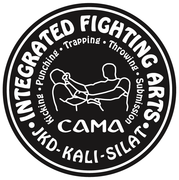 INTEGRATED FIGHTING ARTS
Kicking • Punching • Trapping • Throwing • Submission
CAMA
• JKD-KALI-SILAT •